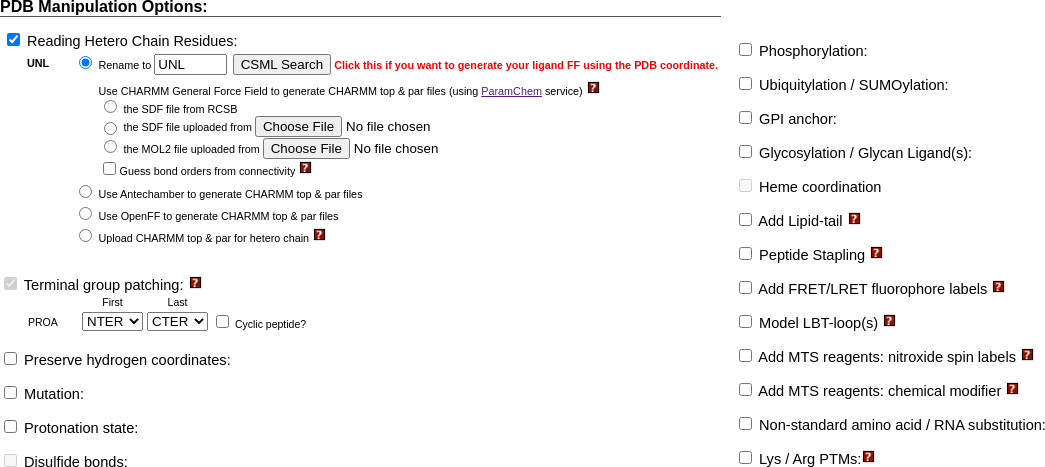 PDB Manipulation Options:
Reading Hetero Chain Residues:
UNL Rename to UNL CSML Search Click this if you want to generate your ligand FF using the PDB coordinate.
Use CHARMM General Force Field to generate CHARMM top & par files (using ParamChem service) ?
the SDF file from RCSB
the SDF file uploaded from Choose File No file chosen
the MOL2 file uploaded from Choose File No file chosen
Guess bond orders from connectivity ?
Use Antechamber to generate CHARMM top & par files
Use OpenFF to generate CHARMM top & par files
Upload CHARMM top & par for hetero chain ?
Terminal group patching: ?
First Last
PROA NTER CTER Cyclic peptide?
Preserve hydrogen coordinates:
Mutation:
Protonation state:
Disulfide bonds:
Phosphorylation:
Ubiquitylation / SUMOylation:
GPI anchor:
Glycosylation / Glycan Ligand(s):
Heme coordination
Add Lipid-tail ?
Peptide Stapling ?
Add FRET/LRET fluorophore labels ?
Model LBT-loop(s) ?
Add MTS reagents: nitroxide spin labels ?
Add MTS reagents: chemical modifier ?
Non-standard amino acid / RNA substitution:
Lys / Arg PTMs: ?